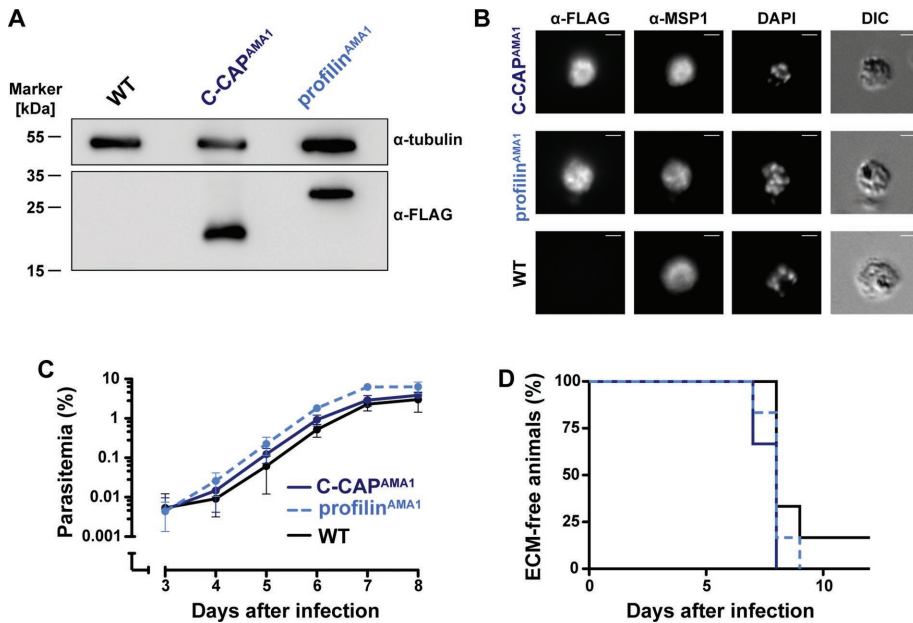 A
Marker
[kDa]
WT
C-CAPAMA1
profilinAMA1
55
α-tubulin
35
25
α-FLAG
15
B
α-FLAG
α-MSP1
DAPI
DIC
C-CAPAMA1
profilinAMA1
WT
C
Parasitemia (%)
10
1
0.1
0.01
0.001
C-CAPAMA1
profilinAMA1
WT
3 4 5 6 7 8
Days after infection
D
ECM-free animals (%)
100
75
50
25
0
0 5 10
Days after infection